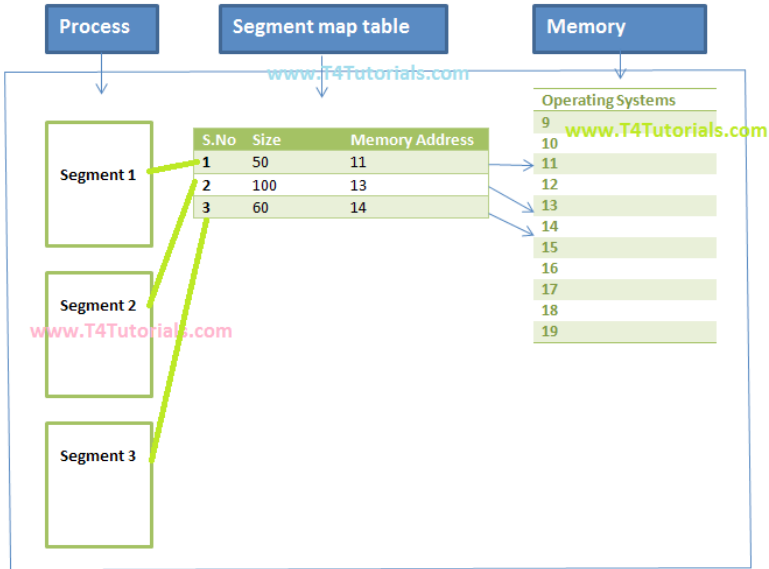 Process
Segment map table
Memory
www.T4Tutorials.com
Operating Systems
9
www.T4Tutorials.com
10
11
12
13
14
15
16
17
18
19
S.No Size Memory Address
1 50 11
2 100 13
3 60 14
Segment 1
Segment 2
www.T4Tutorials.com
Segment 3